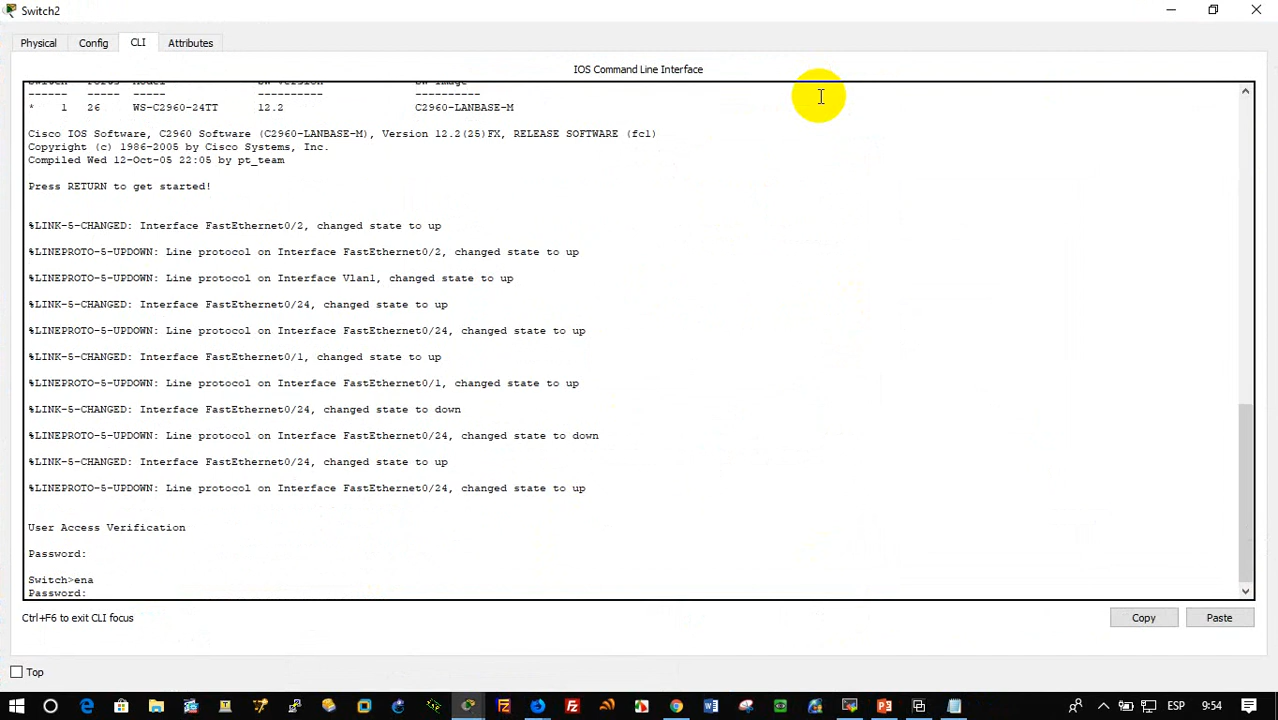 Switch2
Physical Config CLI Attributes
IOS Command Line Interface
------ ----- ----- ---------- ----------
* 1 26 WS-C2960-24TT 12.2 C2960-LANBASE-M
Cisco IOS Software, C2960 Software (C2960-LANBASE-M), Version 12.2(25)FX, RELEASE SOFTWARE (fc1)
Copyright (c) 1986-2005 by Cisco Systems, Inc.
Compiled Wed 12-Oct-05 22:05 by pt_team
Press RETURN to get started!
%LINK-5-CHANGED: Interface FastEthernet0/2, changed state to up
%LINEPROTO-5-UPDOWN: Line protocol on Interface FastEthernet0/2, changed state to up
%LINEPROTO-5-UPDOWN: Line protocol on Interface Vlan1, changed state to up
%LINK-5-CHANGED: Interface FastEthernet0/24, changed state to up
%LINEPROTO-5-UPDOWN: Line protocol on Interface FastEthernet0/24, changed state to up
%LINK-5-CHANGED: Interface FastEthernet0/1, changed state to up
%LINEPROTO-5-UPDOWN: Line protocol on Interface FastEthernet0/1, changed state to up
%LINK-5-CHANGED: Interface FastEthernet0/24, changed state to down
%LINEPROTO-5-UPDOWN: Line protocol on Interface FastEthernet0/24, changed state to down
%LINK-5-CHANGED: Interface FastEthernet0/24, changed state to up
%LINEPROTO-5-UPDOWN: Line protocol on Interface FastEthernet0/24, changed state to up
User Access Verification
Password:
Switch>ena
Password:
Ctrl+F6 to exit CLI focus
Copy Paste
Top
ESP 9:54